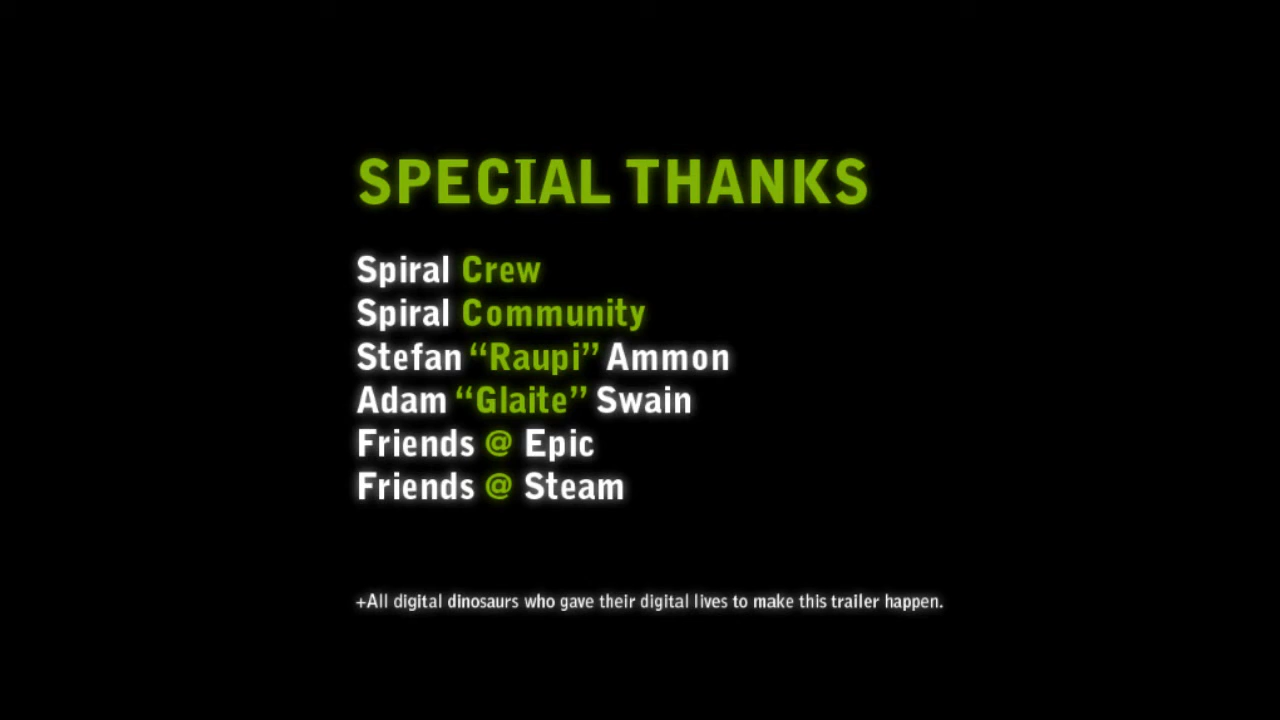 SPECIAL THANKS
Spiral Crew
Spiral Community
Stefan “Raupi” Ammon
Adam “Glaite” Swain
Friends @ Epic
Friends @ Steam
+All digital dinosaurs who gave their digital lives to make this trailer happen.